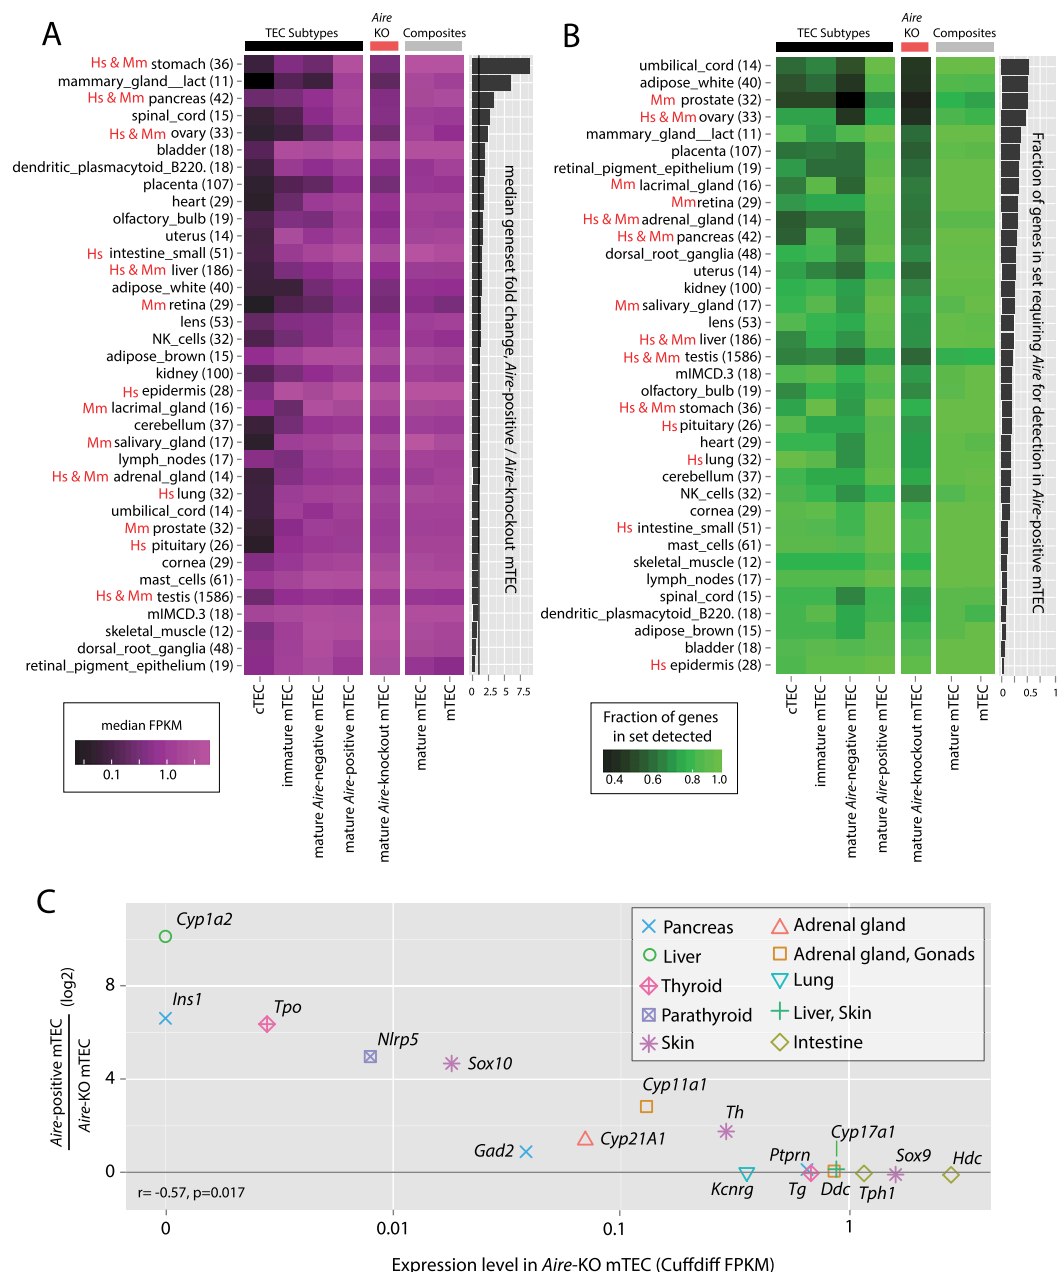 A
TEC Subtypes
Aire
KO
Composites
Hs & Mm stomach (36)
mammary_gland__lact (11)
Hs & Mm pancreas (42)
spinal_cord (15)
Hs & Mm ovary (33)
bladder (18)
dendritic_plasmacytoid_B220. (18)
placenta (107)
heart (29)
olfactory_bulb (19)
uterus (14)
Hs intestine_small (51)
Hs & Mm liver (186)
adipose_white (40)
Mm retina (29)
lens (53)
NK_cells (32)
adipose_brown (15)
kidney (100)
Hs epidermis (28)
Mm lacrimal_gland (16)
cerebellum (37)
Mm salivary_gland (17)
lymph_nodes (17)
Hs & Mm adrenal_gland (14)
Hs lung (32)
umbilical_cord (14)
Mm prostate (32)
Hs pituitary (26)
cornea (29)
mast_cells (61)
Hs & Mm testis (1586)
mIMCD.3 (18)
skeletal_muscle (12)
dorsal_root_ganglia (48)
retinal_pigment_epithelium (19)
median geneset fold change, Aire-positive / Aire-knockout mTEC
0 2.5 5.0 7.5
cTEC
immature mTEC
mature Aire-negative mTEC
mature Aire-positive mTEC
mature Aire-knockout mTEC
mature mTEC
mTEC
median FPKM
0.1 1.0
B
TEC Subtypes
Aire
KO
Composites
umbilical_cord (14)
adipose_white (40)
Mm prostate (32)
Hs & Mm ovary (33)
mammary_gland__lact (11)
placenta (107)
retinal_pigment_epithelium (19)
Mm lacrimal_gland (16)
Mm retina (29)
Hs & Mm adrenal_gland (14)
Hs & Mm pancreas (42)
dorsal_root_ganglia (48)
uterus (14)
kidney (100)
Mm salivary_gland (17)
lens (53)
Hs & Mm liver (186)
Hs & Mm testis (1586)
mIMCD.3 (18)
olfactory_bulb (19)
Hs & Mm stomach (36)
Hs pituitary (26)
heart (29)
Hs lung (32)
cerebellum (37)
NK_cells (32)
cornea (29)
Hs intestine_small (51)
mast_cells (61)
skeletal_muscle (12)
lymph_nodes (17)
spinal_cord (15)
dendritic_plasmacytoid_B220. (18)
adipose_brown (15)
bladder (18)
Hs epidermis (28)
Fraction of genes in set requiring Aire for detection in Aire-positive mTEC
0 0.5 1
cTEC
immature mTEC
mature Aire-negative mTEC
mature Aire-positive mTEC
mature Aire-knockout mTEC
mature mTEC
mTEC
Fraction of genes
in set detected
0.4 0.6 0.8 1.0
C
Aire-positive mTEC
Aire-KO mTEC
(log2)
8
4
0
Cyp1a2
Ins1
Tpo
Nlrp5
Sox10
Gad2
Cyp21A1
Cyp11a1
Th
Kcnrg
Ptprn
Tg
Cyp17a1
Ddc
Tph1
Sox9
Hdc
Pancreas
Liver
Thyroid
Parathyroid
Skin
Adrenal gland
Adrenal gland, Gonads
Lung
Liver, Skin
Intestine
r= -0.57, p=0.017
0 0.01 0.1 1
Expression level in Aire-KO mTEC (Cuffdiff FPKM)